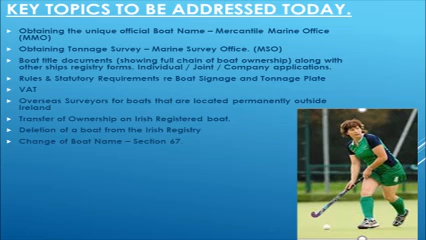 KEY TOPICS TO BE ADDRESSED TODAY.
Obtaining the unique official Boat Name – Mercantile Marine Office
(MMO)
Obtaining Tonnage Survey – Marine Survey Office. (MSO)
Boat title documents (showing full chain of boat ownership) along with
other ships registry forms. Individual / Joint / Company applications.
Rules & Statutory Requirements re Boat Signage and Tonnage Plate
VAT
Overseas Surveyors for boats that are located permanently outside
Ireland
Transfer of Ownership on Irish Registered boat.
Deletion of a boat from the Irish Registry
Change of Boat Name – Section 67.